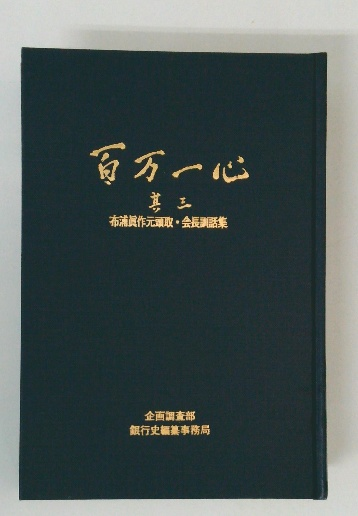 百万一心
其三
布浦眞作元頭取・会長訓話集
企画調査部
銀行史編纂事務局